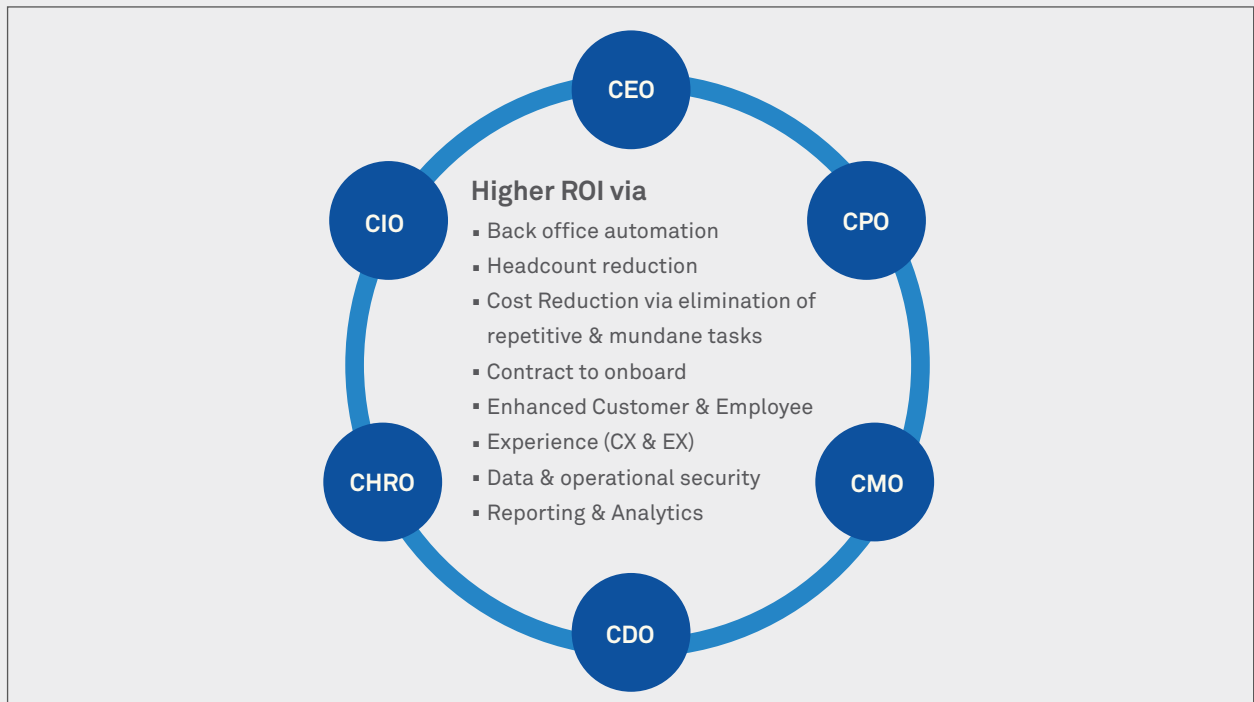 CEO
CIO
CPO
Higher ROI via
▪ Back office automation
▪ Headcount reduction
▪ Cost Reduction via elimination of
repetitive & mundane tasks
▪ Contract to onboard
▪ Enhanced Customer & Employee
▪ Experience (CX & EX)
▪ Data & operational security
▪ Reporting & Analytics
CHRO
CMO
CDO